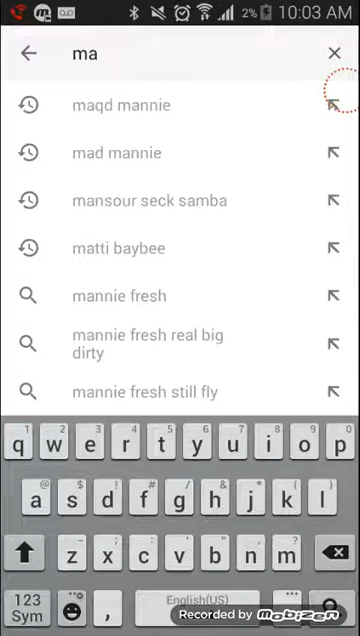 2% 10:03 AM
ma
maqd mannie
mad mannie
mansour seck samba
matti baybee
mannie fresh
mannie fresh real big
dirty
mannie fresh still fly
1 2 3 4 5 6 7 8 9 0
q w e r t y u i o p
@ $ ! # / & * ( )
a s d f g h j k l
- ' : ; " ?
z x c v b n m
123
Sym
, English(US)
Recorded by mobizen